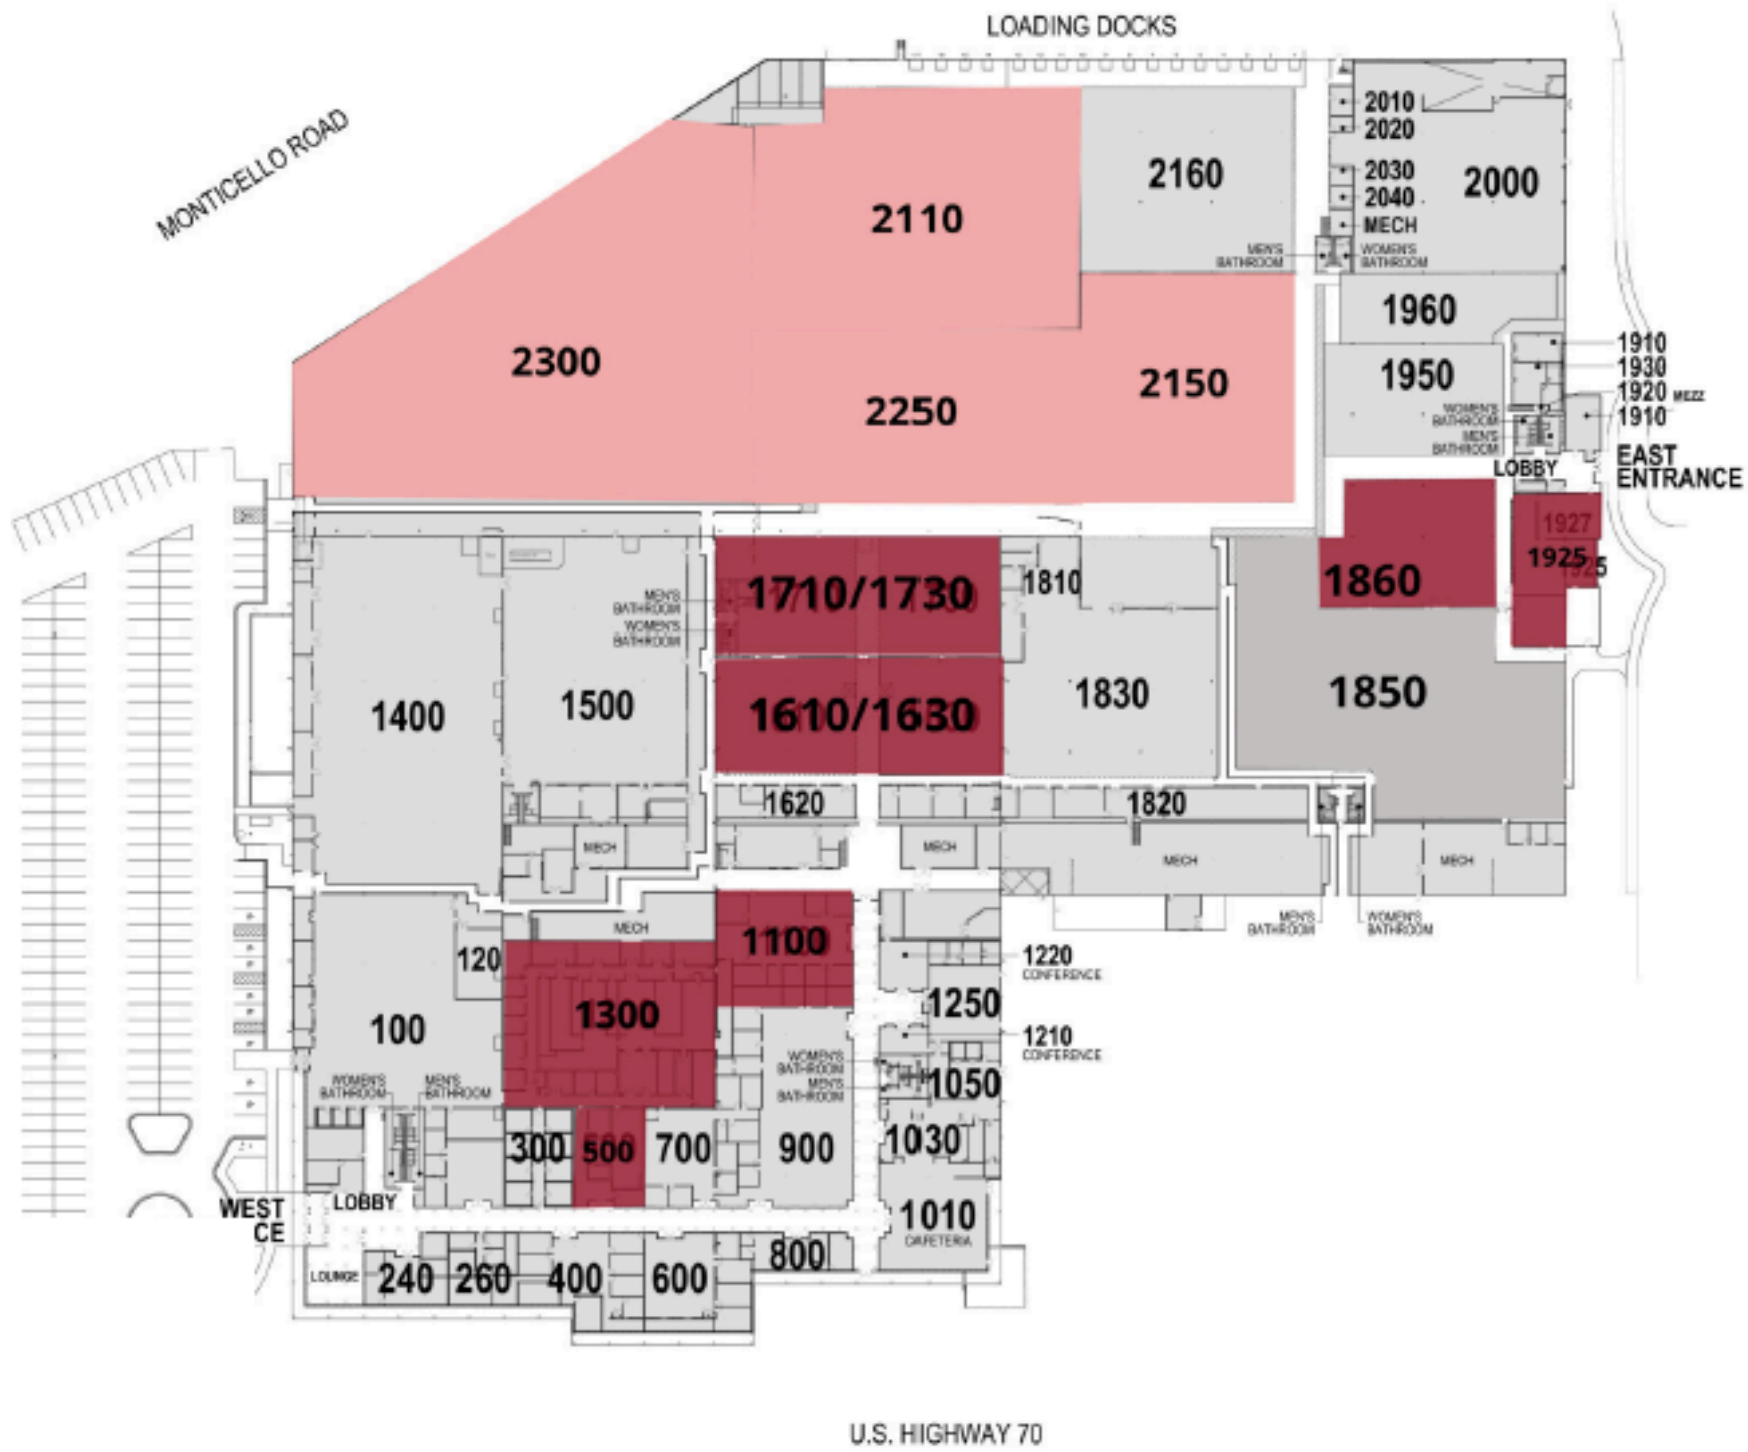 LOADING DOCKS
MONTICELLO ROAD
2010
2020
2030
2040
MECH
2000
2160
2110
MEN'S
BATHROOM
WOMEN'S
BATHROOM
1960
2300
2250
2150
1950
1910
1930
1920 MEZZ
1910
WOMEN'S
BATHROOM
MEN'S
BATHROOM
LOBBY
EAST
ENTRANCE
1927
1925
1925
1860
1710/1730
1810
MEN'S
BATHROOM
WOMEN'S
BATHROOM
1400
1500
1610/1630
1830
1850
1620
1820
MECH
MECH
MECH
MECH
MEN'S
BATHROOM
WOMEN'S
BATHROOM
MECH
1100
120
1220
CONFERENCE
1250
1300
100
1210
CONFERENCE
WOMEN'S
BATHROOM
MEN'S
BATHROOM
1050
WOMEN'S
BATHROOM
MEN'S
BATHROOM
300
500
700
900
1030
WEST
CE
LOBBY
1010
CAFETERIA
LOUNGE
240
260
400
600
800
U.S. HIGHWAY 70